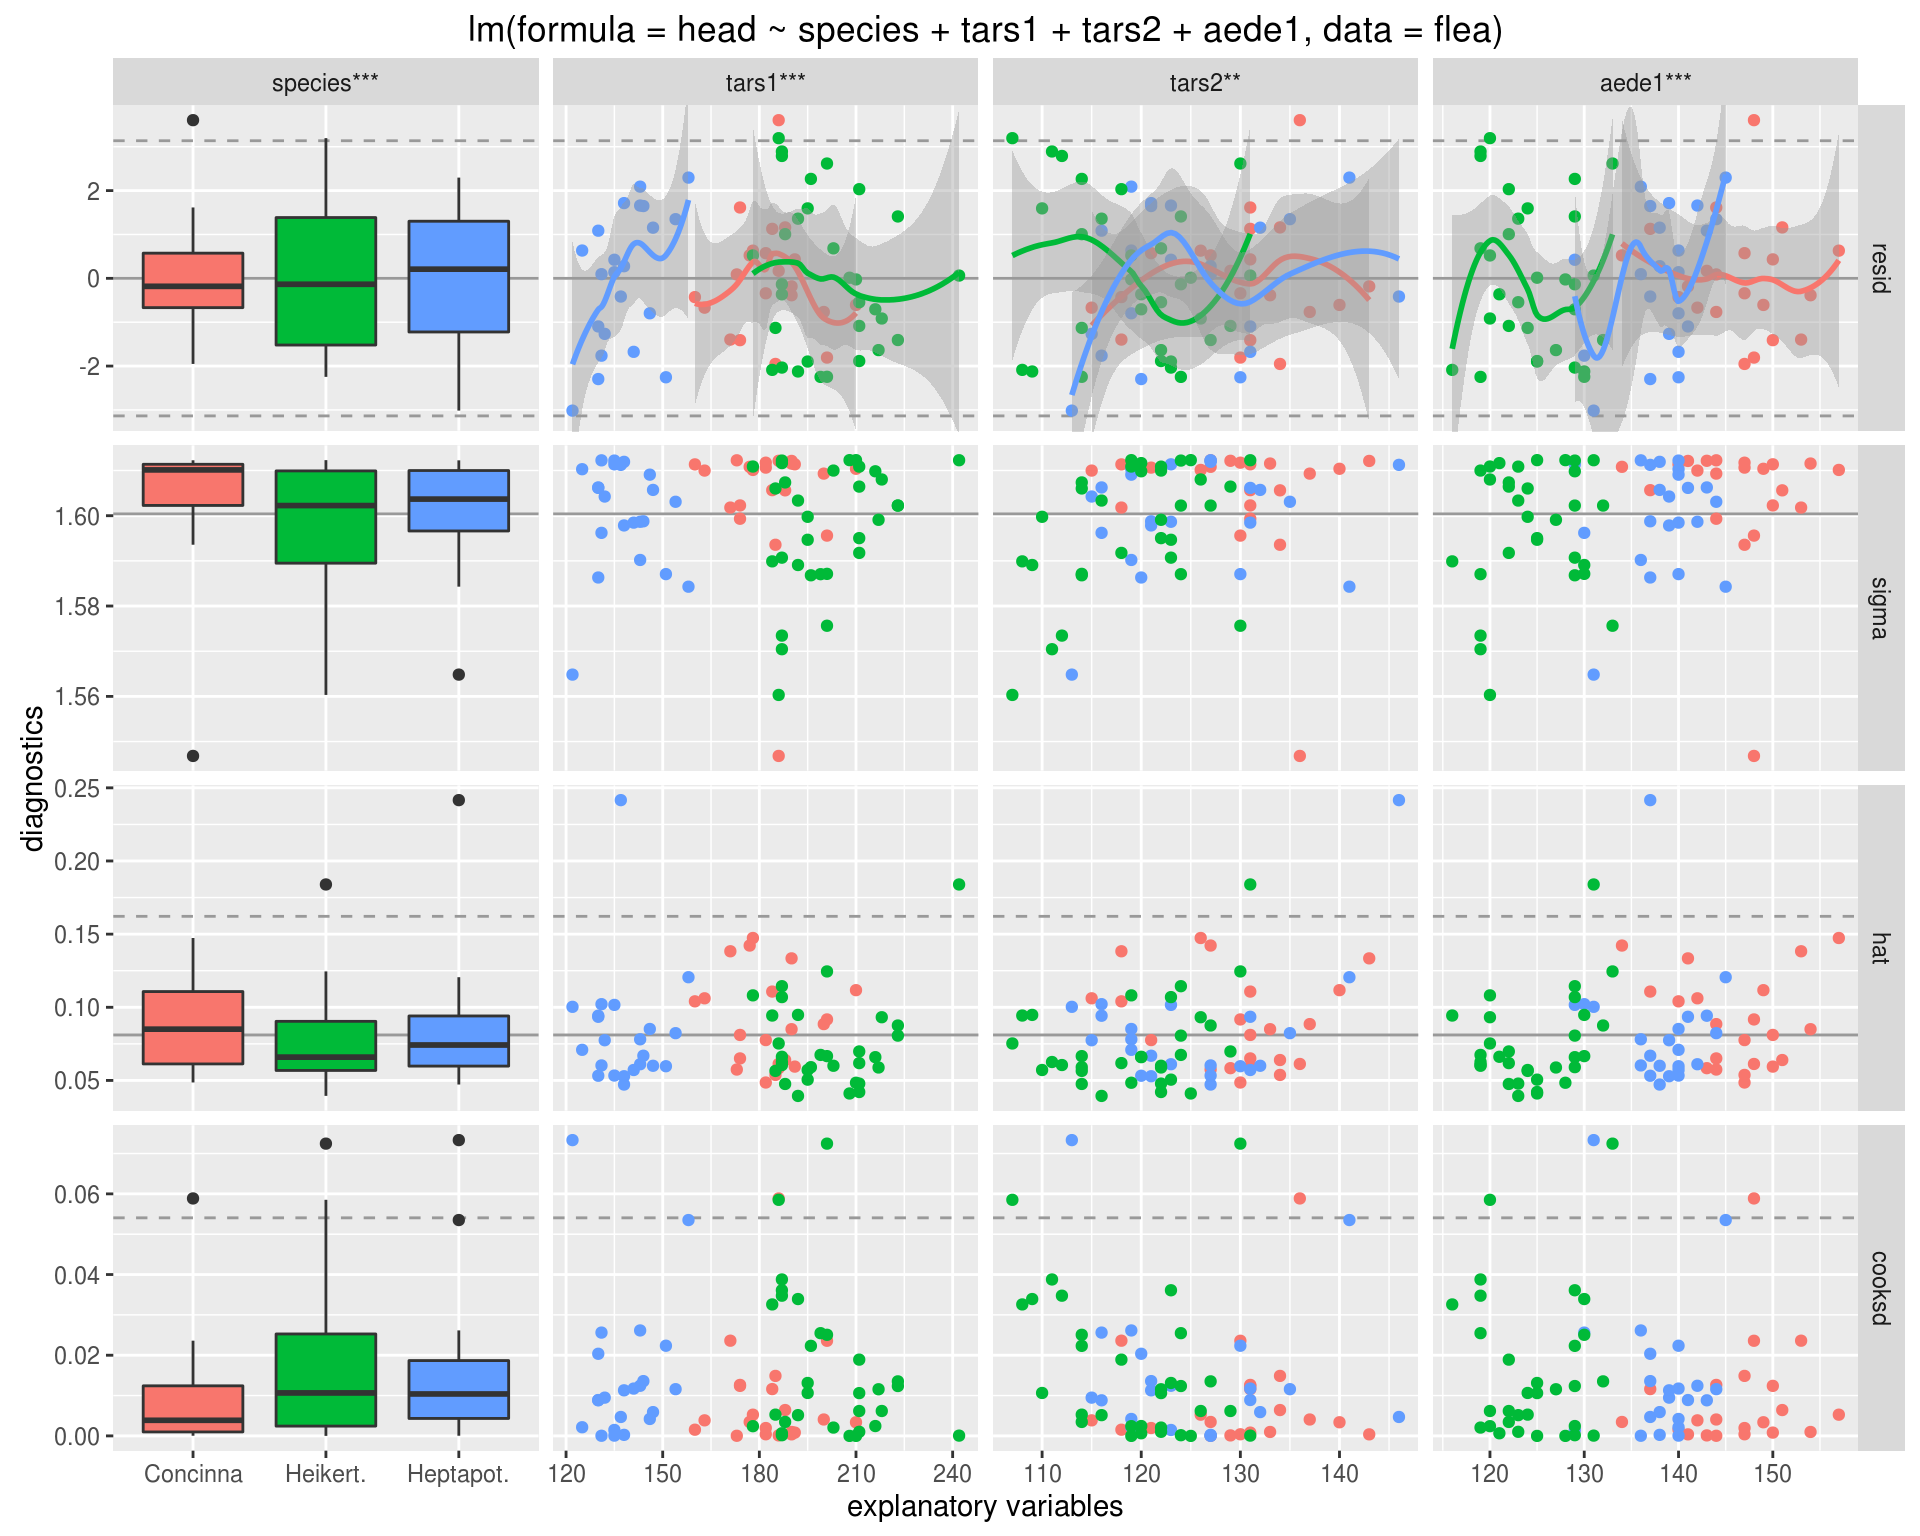 lm(formula = head ~ species + tars1 + tars2 + aede1, data = flea)
species*** tars1*** tars2** aede1***
resid
2
0
-2
sigma
1.60
1.58
1.56
hat
0.25
0.20
0.15
0.10
0.05
cooksd
0.06
0.04
0.02
0.00
diagnostics
Concinna Heikert. Heptapot. 120 150 180 210 240 110 120 130 140 120 130 140 150
explanatory variables